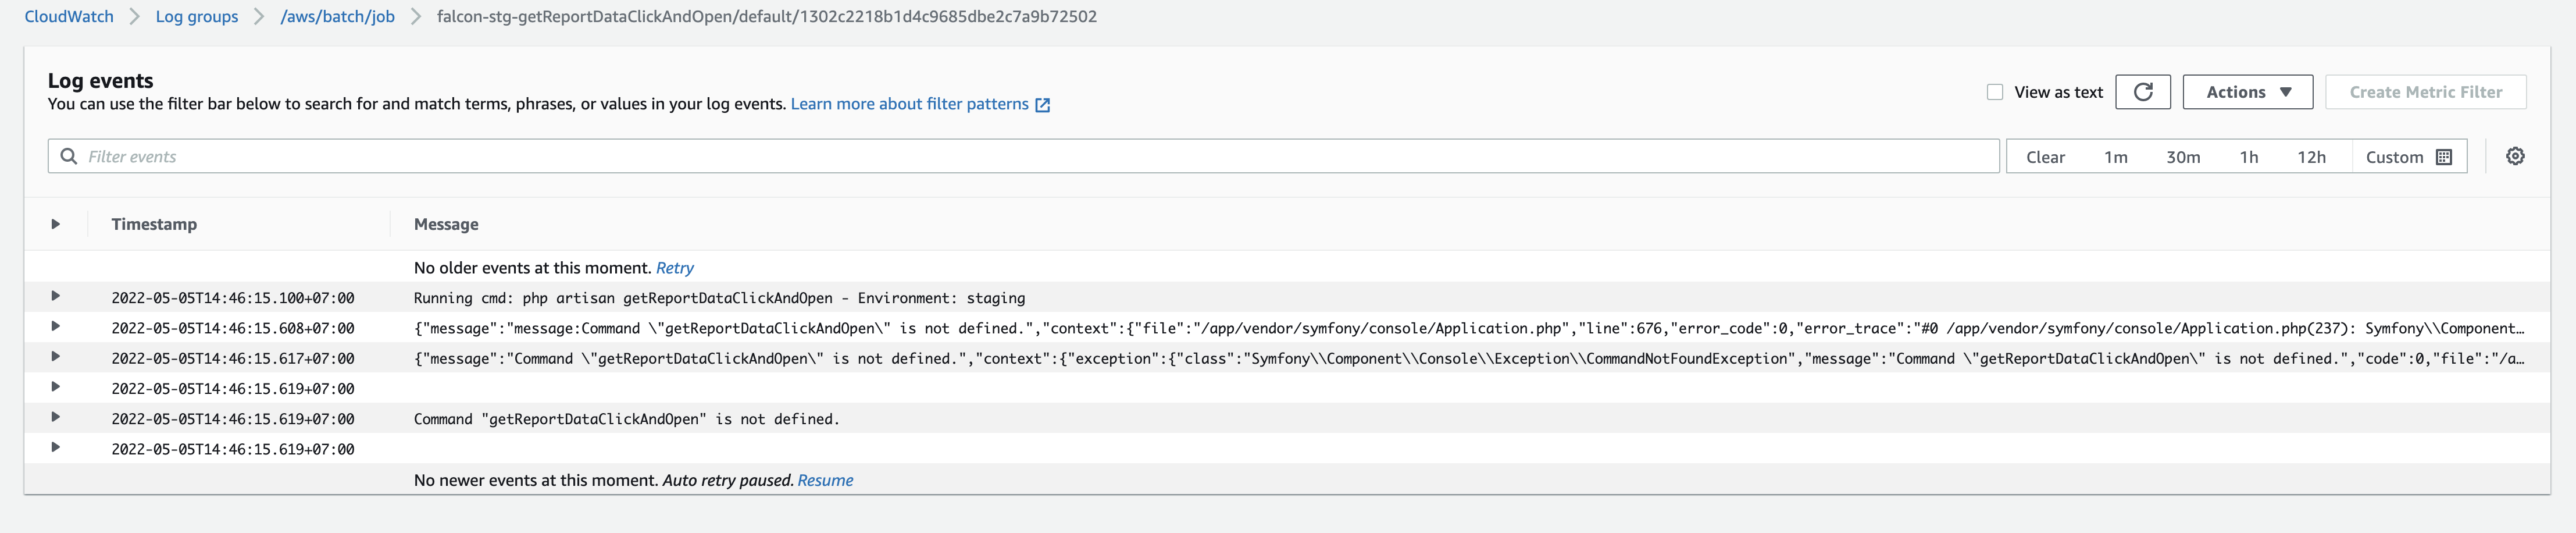 CloudWatch > Log groups > /aws/batch/job > falcon-stg-getReportDataClickAndOpen/default/1302c2218b1d4c9685dbe2c7a9b72502
Log events
You can use the filter bar below to search for and match terms, phrases, or values in your log events. Learn more about filter patterns
View as text
Actions
Create Metric Filter
Filter events
Clear 1m 30m 1h 12h Custom
Timestamp Message
No older events at this moment. Retry
2022-05-05T14:46:15.100+07:00 Running cmd: php artisan getReportDataClickAndOpen - Environment: staging
2022-05-05T14:46:15.608+07:00 {"message":"message:Command \"getReportDataClickAndOpen\" is not defined.","context":{"file":"/app/vendor/symfony/console/Application.php","line":676,"error_code":0,"error_trace":"#0 /app/vendor/symfony/console/Application.php(237): Symfony\\Component…
2022-05-05T14:46:15.617+07:00 {"message":"Command \"getReportDataClickAndOpen\" is not defined.","context":{"exception":{"class":"Symfony\\Component\\Console\\Exception\\CommandNotFoundException","message":"Command \"getReportDataClickAndOpen\" is not defined.","code":0,"file":"/a…
2022-05-05T14:46:15.619+07:00
2022-05-05T14:46:15.619+07:00 Command "getReportDataClickAndOpen" is not defined.
2022-05-05T14:46:15.619+07:00
No newer events at this moment. Auto retry paused. Resume